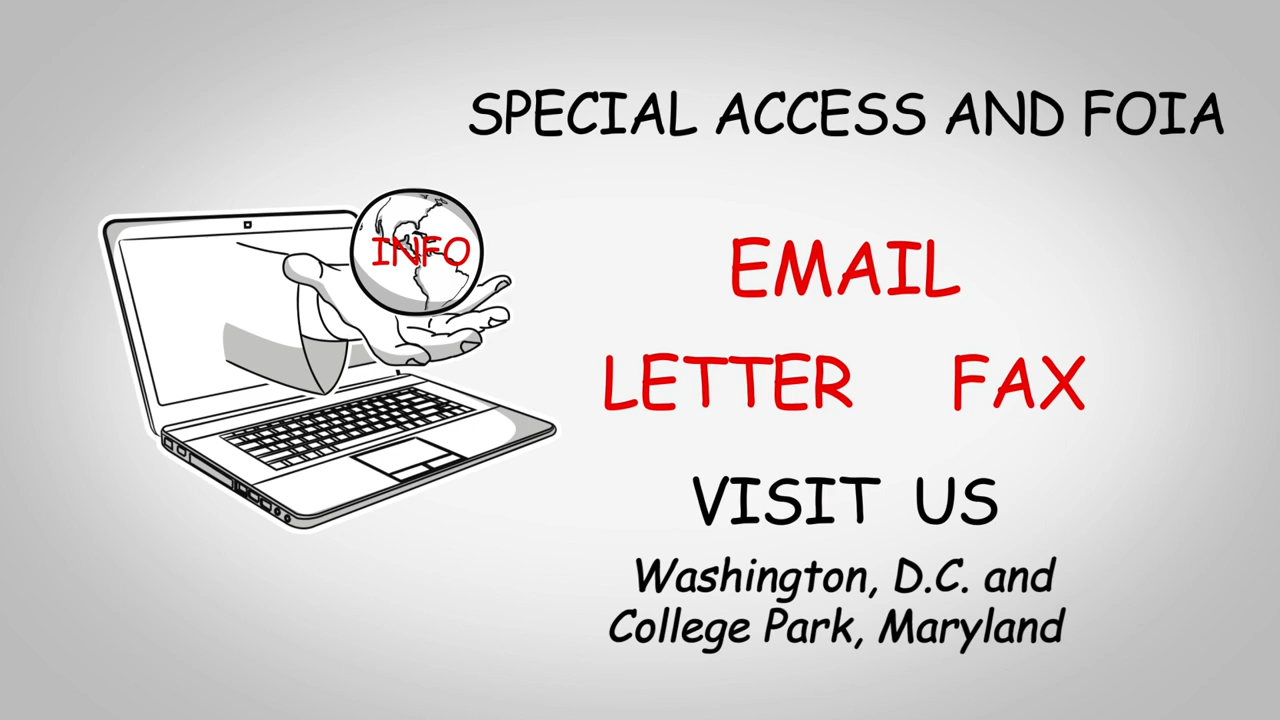 SPECIAL ACCESS AND FOIA
INFO
EMAIL
LETTER FAX
VISIT US
Washington, D.C. and
College Park, Maryland